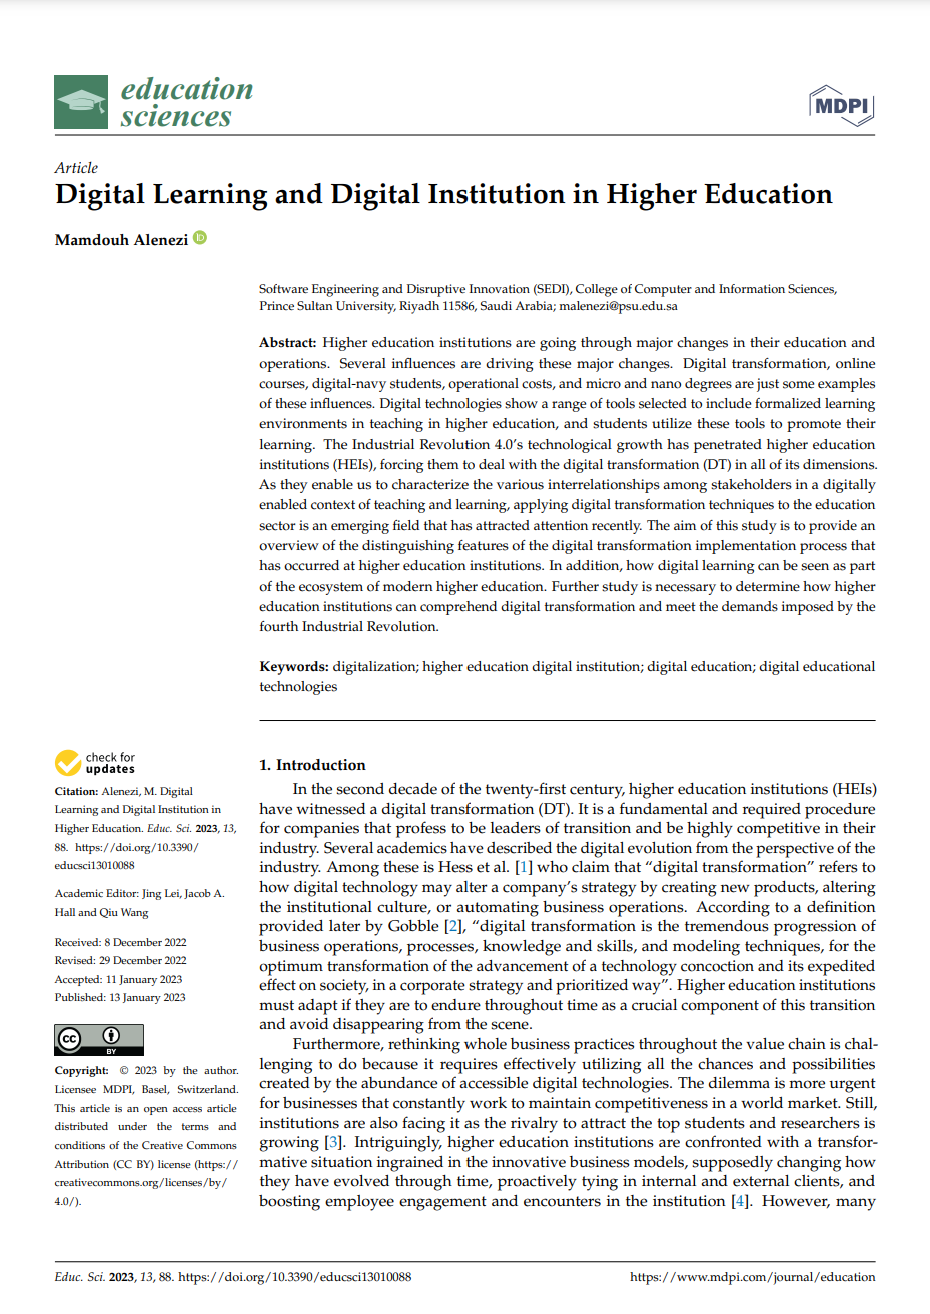 education
sciences
MDPI
Article
Digital Learning and Digital Institution in Higher Education
Mamdouh Alenezi iD
Software Engineering and Disruptive Innovation (SEDI), College of Computer and Information Sciences,
Prince Sultan University, Riyadh 11586, Saudi Arabia; malenezi@psu.edu.sa
Abstract: Higher education institutions are going through major changes in their education and
operations. Several influences are driving these major changes. Digital transformation, online
courses, digital-navy students, operational costs, and micro and nano degrees are just some examples
of these influences. Digital technologies show a range of tools selected to include formalized learning
environments in teaching in higher education, and students utilize these tools to promote their
learning. The Industrial Revolution 4.0's technological growth has penetrated higher education
institutions (HEIs), forcing them to deal with the digital transformation (DT) in all of its dimensions.
As they enable us to characterize the various interrelationships among stakeholders in a digitally
enabled context of teaching and learning, applying digital transformation techniques to the education
sector is an emerging field that has attracted attention recently. The aim of this study is to provide an
overview of the distinguishing features of the digital transformation implementation process that
has occurred at higher education institutions. In addition, how digital learning can be seen as part
of the ecosystem of modern higher education. Further study is necessary to determine how higher
education institutions can comprehend digital transformation and meet the demands imposed by the
fourth Industrial Revolution.
Keywords: digitalization; higher education digital institution; digital education; digital educational
technologies
check for
updates
Citation: Alenezi, M. Digital
Learning and Digital Institution in
Higher Education. Educ. Sci. 2023, 13,
88. https://doi.org/10.3390/
educsci13010088
Academic Editor: Jing Lei, Jacob A.
Hall and Qiu Wang
Received: 8 December 2022
Revised: 29 December 2022
Accepted: 11 January 2023
Published: 13 January 2023
cc BY
Copyright: © 2023 by the author.
Licensee MDPI, Basel, Switzerland.
This article is an open access article
distributed under the terms and
conditions of the Creative Commons
Attribution (CC BY) license (https://
creativecommons.org/licenses/by/
4.0/).
1. Introduction
In the second decade of the twenty-first century, higher education institutions (HEIs)
have witnessed a digital transformation (DT). It is a fundamental and required procedure
for companies that profess to be leaders of transition and be highly competitive in their
industry. Several academics have described the digital evolution from the perspective of the
industry. Among these is Hess et al. [1] who claim that “digital transformation” refers to
how digital technology may alter a company's strategy by creating new products, altering
the institutional culture, or automating business operations. According to a definition
provided later by Gobble [2], “digital transformation is the tremendous progression of
business operations, processes, knowledge and skills, and modeling techniques, for the
optimum transformation of the advancement of a technology concoction and its expedited
effect on society, in a corporate strategy and prioritized way”. Higher education institutions
must adapt if they are to endure throughout time as a crucial component of this transition
and avoid disappearing from the scene.
Furthermore, rethinking whole business practices throughout the value chain is chal-
lenging to do because it requires effectively utilizing all the chances and possibilities
created by the abundance of accessible digital technologies. The dilemma is more urgent
for businesses that constantly work to maintain competitiveness in a world market. Still,
institutions are also facing it as the rivalry to attract the top students and researchers is
growing [3]. Intriguingly, higher education institutions are confronted with a transfor-
mative situation ingrained in the innovative business models, supposedly changing how
they have evolved through time, proactively tying in internal and external clients, and
boosting employee engagement and encounters in the institution [4]. However, many
Educ. Sci. 2023, 13, 88. https://doi.org/10.3390/educsci13010088
https://www.mdpi.com/journal/education